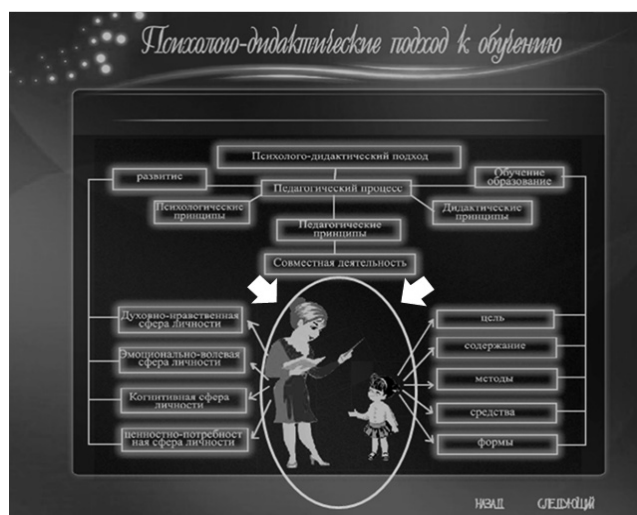 Психолого-дидактические подход к обучению
Психолого-дидактический подход
развитие
Обучение
образование
Педагогический процесс
Психологические
принципы
Дидактические
принципы
Педагогические
принципы
Совместная деятельность
Духовно-нравственная
сфера личности
Эмоционально-волевая
сфера личности
Когнитивная сфера
личности
ценностно-потребност
ная сфера личности
цель
содержание
методы
средства
формы
НАЗАД
СЛЕДУЮЩИЙ